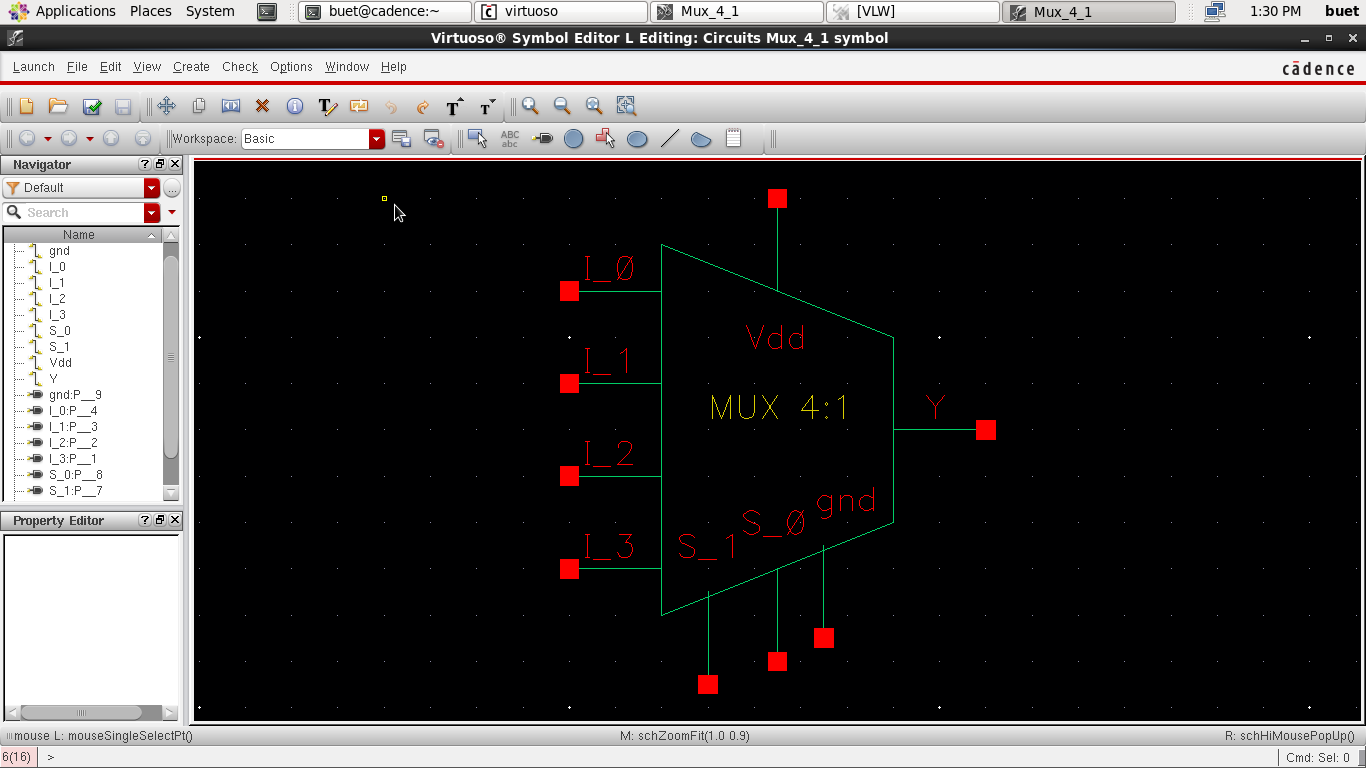 Applications Places System buet@cadence:~ virtuoso Mux_4_1 [VLW] Mux_4_1 1:30 PM buet
Virtuoso® Symbol Editor L Editing: Circuits Mux_4_1 symbol
Launch File Edit View Create Check Options Window Help cādence
Workspace: Basic ABC
abc
Navigator
Default
Search
Name
gnd
I_0
I_1
I_2
I_3
S_0
S_1
Vdd
Y
gnd:P__9
I_0:P__4
I_1:P__3
I_2:P__2
I_3:P__1
S_0:P__8
S_1:P__7
Property Editor
I_0
Vdd
I_1
MUX 4:1
Y
I_2
gnd
S_0
I_3
S_1
mouse L: mouseSingleSelectPt() M: schZoomFit(1.0 0.9) R: schHiMousePopUp()
6(16) > Cmd: Sel: 0